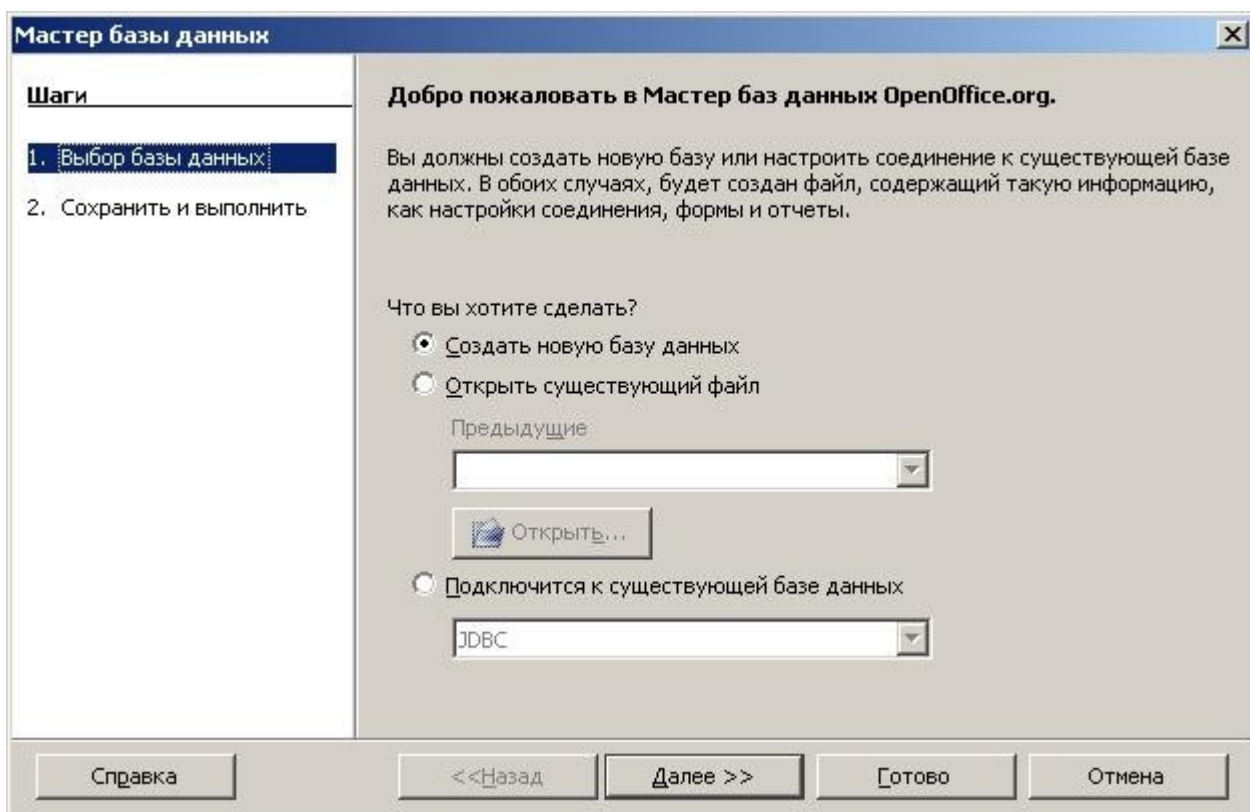 Мастер базы данных
Шаги
1. Выбор базы данных
2. Сохранить и выполнить
Добро пожаловать в Мастер баз данных OpenOffice.org.
Вы должны создать новую базу или настроить соединение к существующей базе
данных. В обоих случаях, будет создан файл, содержащий такую информацию,
как настройки соединения, формы и отчеты.
Что вы хотите сделать?
Создать новую базу данных
Открыть существующий файл
Предыдущие
Открыть...
Подключится к существующей базе данных
JDBC
Справка
<<Назад
Далее >>
Готово
Отмена